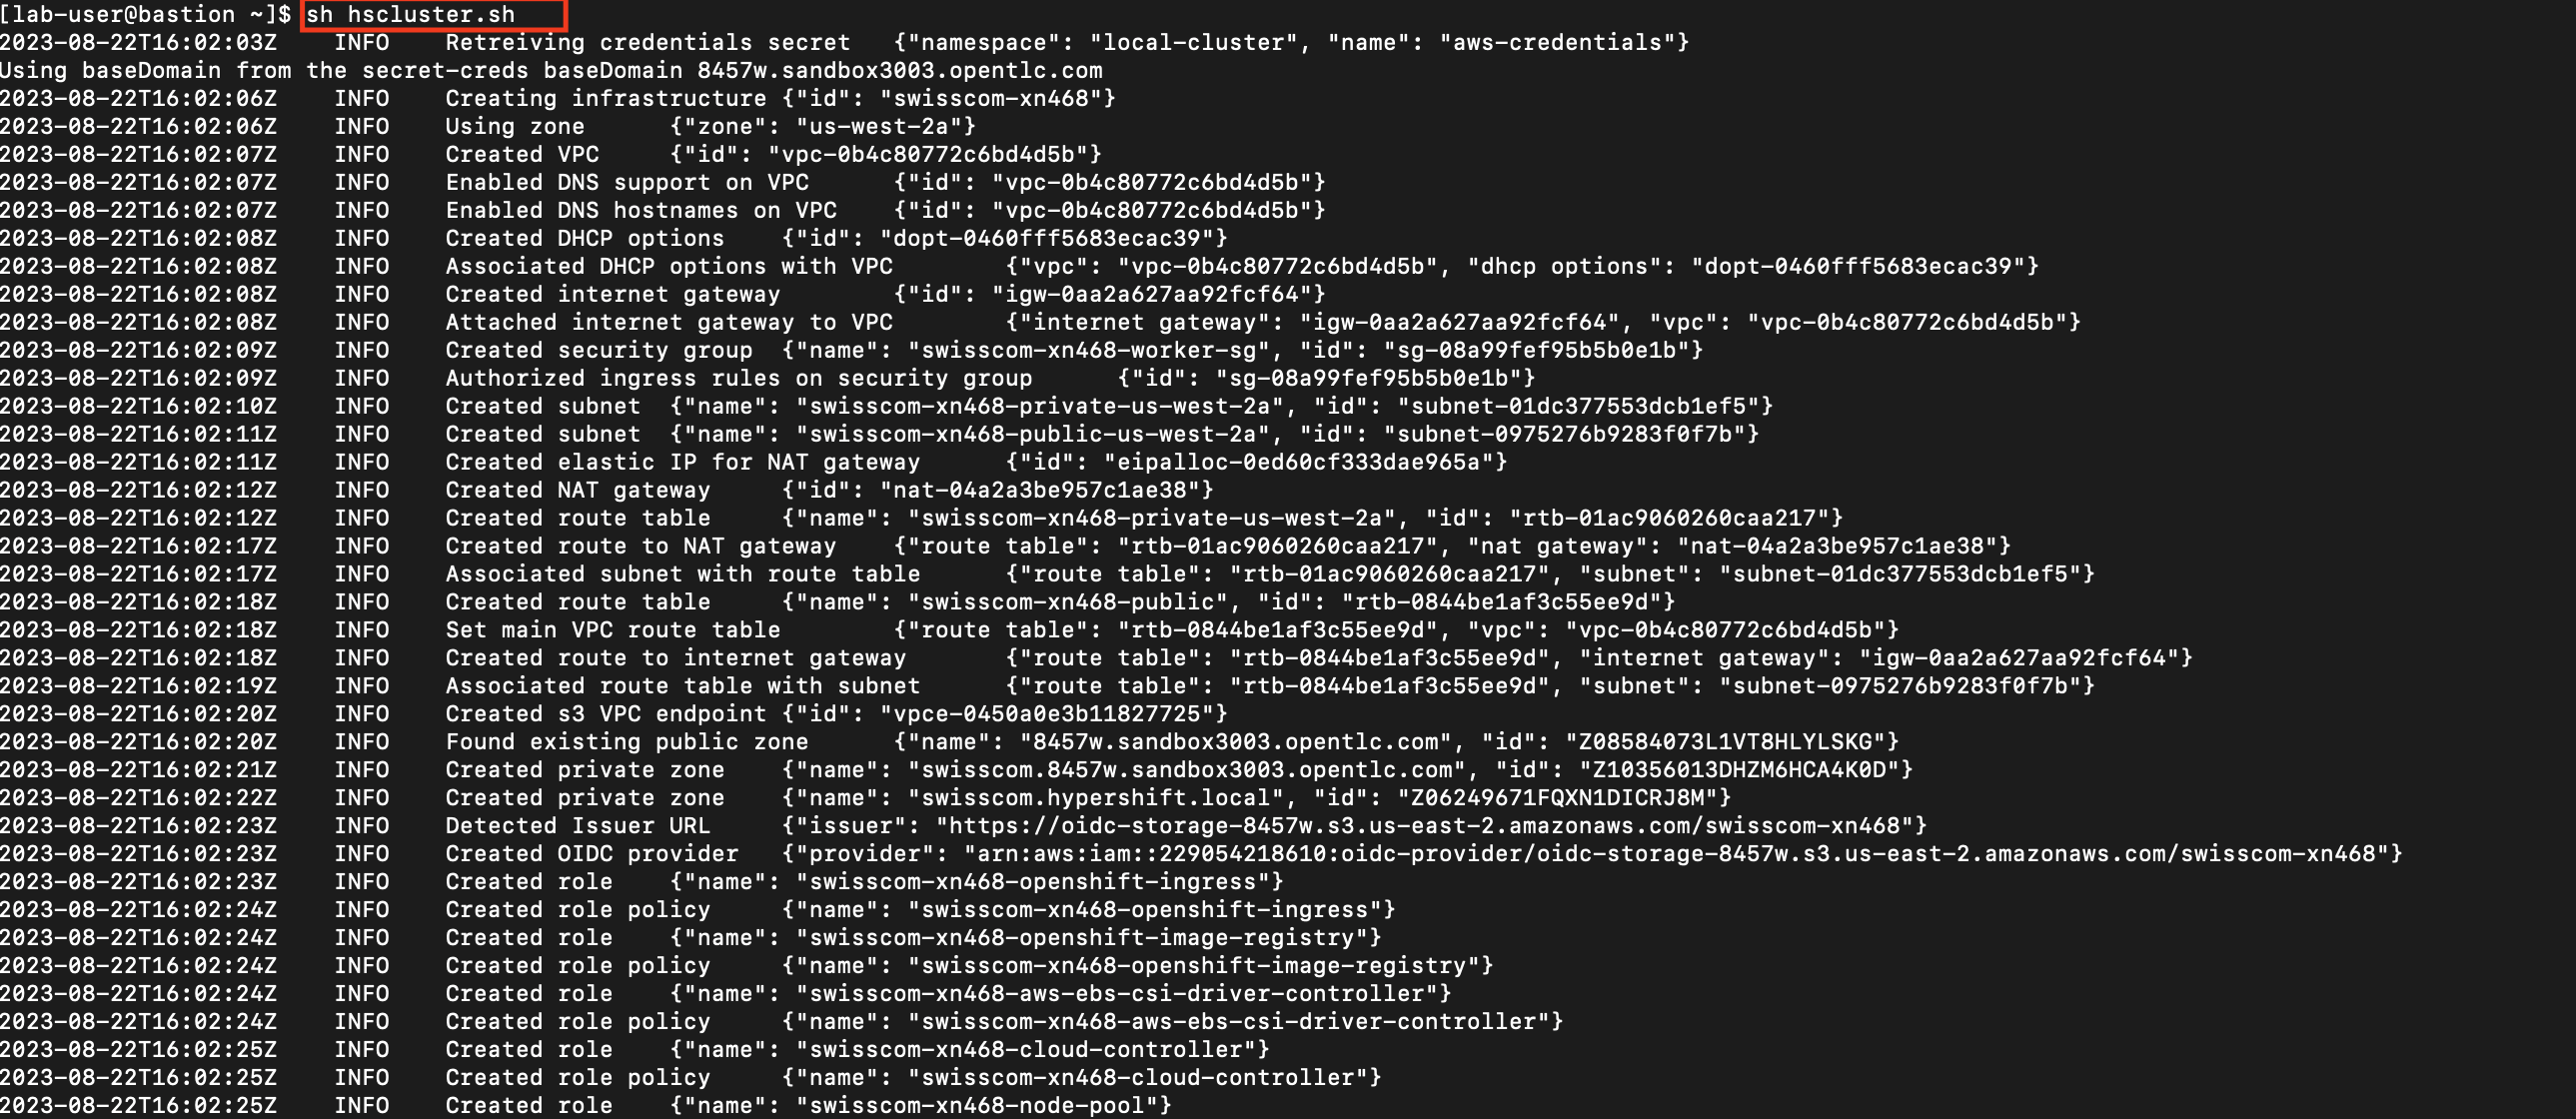 [lab-user@bastion ~]$ sh hscluster.sh
2023-08-22T16:02:03Z    INFO    Retreiving credentials secret   {"namespace": "local-cluster", "name": "aws-credentials"}
Using baseDomain from the secret-creds baseDomain 8457w.sandbox3003.opentlc.com
2023-08-22T16:02:06Z    INFO    Creating infrastructure {"id": "swisscom-xn468"}
2023-08-22T16:02:06Z    INFO    Using zone      {"zone": "us-west-2a"}
2023-08-22T16:02:07Z    INFO    Created VPC     {"id": "vpc-0b4c80772c6bd4d5b"}
2023-08-22T16:02:07Z    INFO    Enabled DNS support on VPC      {"id": "vpc-0b4c80772c6bd4d5b"}
2023-08-22T16:02:07Z    INFO    Enabled DNS hostnames on VPC    {"id": "vpc-0b4c80772c6bd4d5b"}
2023-08-22T16:02:08Z    INFO    Created DHCP options    {"id": "dopt-0460fff5683ecac39"}
2023-08-22T16:02:08Z    INFO    Associated DHCP options with VPC        {"vpc": "vpc-0b4c80772c6bd4d5b", "dhcp options": "dopt-0460fff5683ecac39"}
2023-08-22T16:02:08Z    INFO    Created internet gateway        {"id": "igw-0aa2a627aa92fcf64"}
2023-08-22T16:02:08Z    INFO    Attached internet gateway to VPC        {"internet gateway": "igw-0aa2a627aa92fcf64", "vpc": "vpc-0b4c80772c6bd4d5b"}
2023-08-22T16:02:09Z    INFO    Created security group  {"name": "swisscom-xn468-worker-sg", "id": "sg-08a99fef95b5b0e1b"}
2023-08-22T16:02:09Z    INFO    Authorized ingress rules on security group      {"id": "sg-08a99fef95b5b0e1b"}
2023-08-22T16:02:10Z    INFO    Created subnet  {"name": "swisscom-xn468-private-us-west-2a", "id": "subnet-01dc377553dcb1ef5"}
2023-08-22T16:02:11Z    INFO    Created subnet  {"name": "swisscom-xn468-public-us-west-2a", "id": "subnet-0975276b9283f0f7b"}
2023-08-22T16:02:11Z    INFO    Created elastic IP for NAT gateway      {"id": "eipalloc-0ed60cf333dae965a"}
2023-08-22T16:02:12Z    INFO    Created NAT gateway     {"id": "nat-04a2a3be957c1ae38"}
2023-08-22T16:02:12Z    INFO    Created route table     {"name": "swisscom-xn468-private-us-west-2a", "id": "rtb-01ac9060260caa217"}
2023-08-22T16:02:17Z    INFO    Created route to NAT gateway    {"route table": "rtb-01ac9060260caa217", "nat gateway": "nat-04a2a3be957c1ae38"}
2023-08-22T16:02:17Z    INFO    Associated subnet with route table      {"route table": "rtb-01ac9060260caa217", "subnet": "subnet-01dc377553dcb1ef5"}
2023-08-22T16:02:18Z    INFO    Created route table     {"name": "swisscom-xn468-public", "id": "rtb-0844be1af3c55ee9d"}
2023-08-22T16:02:18Z    INFO    Set main VPC route table        {"route table": "rtb-0844be1af3c55ee9d", "vpc": "vpc-0b4c80772c6bd4d5b"}
2023-08-22T16:02:18Z    INFO    Created route to internet gateway       {"route table": "rtb-0844be1af3c55ee9d", "internet gateway": "igw-0aa2a627aa92fcf64"}
2023-08-22T16:02:19Z    INFO    Associated route table with subnet      {"route table": "rtb-0844be1af3c55ee9d", "subnet": "subnet-0975276b9283f0f7b"}
2023-08-22T16:02:20Z    INFO    Created s3 VPC endpoint {"id": "vpce-0450a0e3b11827725"}
2023-08-22T16:02:20Z    INFO    Found existing public zone      {"name": "8457w.sandbox3003.opentlc.com", "id": "Z08584073L1VT8HLYLSKG"}
2023-08-22T16:02:21Z    INFO    Created private zone    {"name": "swisscom.8457w.sandbox3003.opentlc.com", "id": "Z10356013DHZM6HCA4K0D"}
2023-08-22T16:02:22Z    INFO    Created private zone    {"name": "swisscom.hypershift.local", "id": "Z06249671FQXN1DICRJ8M"}
2023-08-22T16:02:23Z    INFO    Detected Issuer URL     {"issuer": "https://oidc-storage-8457w.s3.us-east-2.amazonaws.com/swisscom-xn468"}
2023-08-22T16:02:23Z    INFO    Created OIDC provider   {"provider": "arn:aws:iam::229054218610:oidc-provider/oidc-storage-8457w.s3.us-east-2.amazonaws.com/swisscom-xn468"}
2023-08-22T16:02:23Z    INFO    Created role    {"name": "swisscom-xn468-openshift-ingress"}
2023-08-22T16:02:24Z    INFO    Created role policy     {"name": "swisscom-xn468-openshift-ingress"}
2023-08-22T16:02:24Z    INFO    Created role    {"name": "swisscom-xn468-openshift-image-registry"}
2023-08-22T16:02:24Z    INFO    Created role policy     {"name": "swisscom-xn468-openshift-image-registry"}
2023-08-22T16:02:24Z    INFO    Created role    {"name": "swisscom-xn468-aws-ebs-csi-driver-controller"}
2023-08-22T16:02:24Z    INFO    Created role policy     {"name": "swisscom-xn468-aws-ebs-csi-driver-controller"}
2023-08-22T16:02:25Z    INFO    Created role    {"name": "swisscom-xn468-cloud-controller"}
2023-08-22T16:02:25Z    INFO    Created role policy     {"name": "swisscom-xn468-cloud-controller"}
2023-08-22T16:02:25Z    INFO    Created role    {"name": "swisscom-xn468-node-pool"}